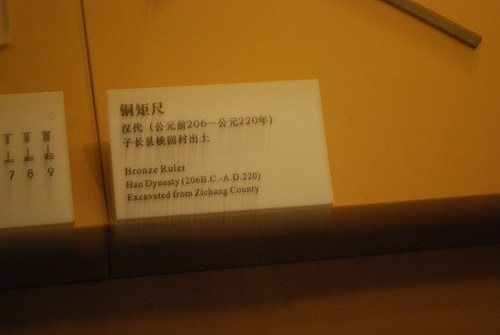 铜矩尺
汉代（公元前206—公元220年）
子长县桃园村出土
Bronze Ruler
Han Dynasty (206B.C.-A.D.220)
Excavated from Zichang County
7 8 9